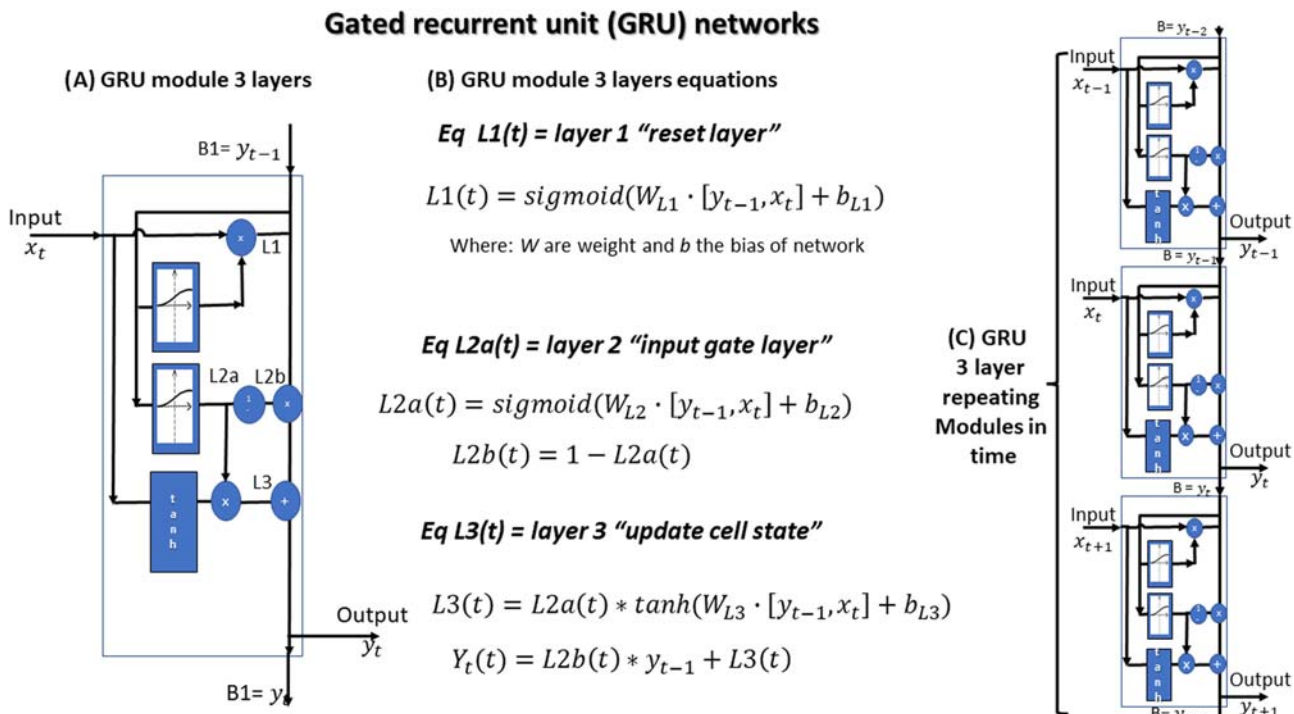 Gated recurrent unit (GRU) networks
(A) GRU module 3 layers
B1= y_{t-1}
Input
x_t
x
L1
L2a
L2b
1
-
x
t
a
n
h
x
L3
+
Output
y_t
B1= y
(B) GRU module 3 layers equations
Eq L1(t) = layer 1 “reset layer”
L1(t) = sigmoid(W_{L1} · [y_{t-1}, x_t] + b_{L1})
Where: W are weight and b the bias of network
Eq L2a(t) = layer 2 “input gate layer”
L2a(t) = sigmoid(W_{L2} · [y_{t-1}, x_t] + b_{L2})
L2b(t) = 1 − L2a(t)
Eq L3(t) = layer 3 “update cell state”
L3(t) = L2a(t) * tanh(W_{L3} · [y_{t-1}, x_t] + b_{L3})
Y_t(t) = L2b(t) * y_{t-1} + L3(t)
(C) GRU
3 layer
repeating
Modules in
time
B= y_{t-2}
Input
x_{t-1}
x
x
t
a
n
h
x
+
Output
y_{t-1}
B= y_{t-1}
Input
x_t
x
x
t
a
n
h
x
+
Output
y_t
B= y_t
Input
x_{t+1}
x
x
t
a
n
h
x
+
Output
y_{t+1}